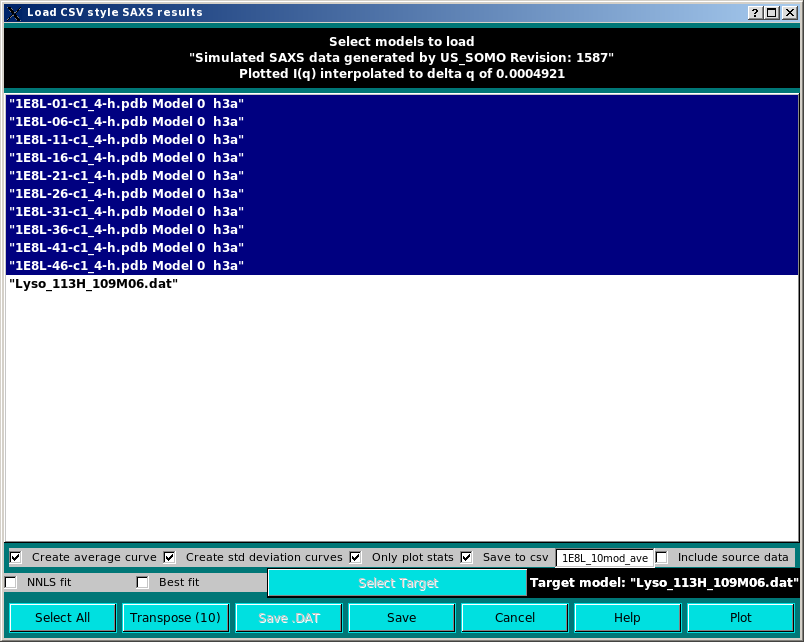 Load CSV style SAXS results
Select models to load
"Simulated SAXS data generated by US_SOMO Revision: 1587"
Plotted I(q) interpolated to delta q of 0.0004921
"1E8L-01-c1_4-h.pdb Model 0  h3a"
"1E8L-06-c1_4-h.pdb Model 0  h3a"
"1E8L-11-c1_4-h.pdb Model 0  h3a"
"1E8L-16-c1_4-h.pdb Model 0  h3a"
"1E8L-21-c1_4-h.pdb Model 0  h3a"
"1E8L-26-c1_4-h.pdb Model 0  h3a"
"1E8L-31-c1_4-h.pdb Model 0  h3a"
"1E8L-36-c1_4-h.pdb Model 0  h3a"
"1E8L-41-c1_4-h.pdb Model 0  h3a"
"1E8L-46-c1_4-h.pdb Model 0  h3a"
"Lyso_113H_109M06.dat"
Create average curve Create std deviation curves Only plot stats Save to csv 1E8L_10mod_ave Include source data
NNLS fit Best fit Select Target Target model: "Lyso_113H_109M06.dat"
Select All Transpose (10) Save .DAT Save Cancel Help Plot